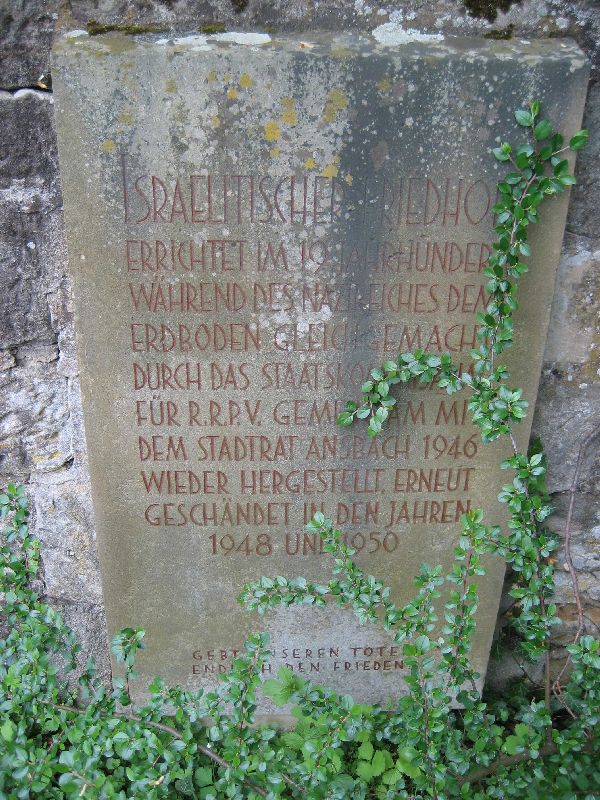 ISRAELITISCHER FRIEDHOF
ERRICHTET IM 19. JAHRHUNDERT
WÄHREND DES NAZIREICHES DEM
ERDBODEN GLEICHGEMACHT
DURCH DAS
FÜR R.R.P.V. GEMEINSAM MIT
DEM STADTRAT ANSBACH 1946
WIEDER HERGESTELLT. ERNEUT
GESCHÄNDET IN DEN JAHREN
1948 UND 1950
GEBT UNSEREN TOTEN
ENDLICH DEN FRIEDEN